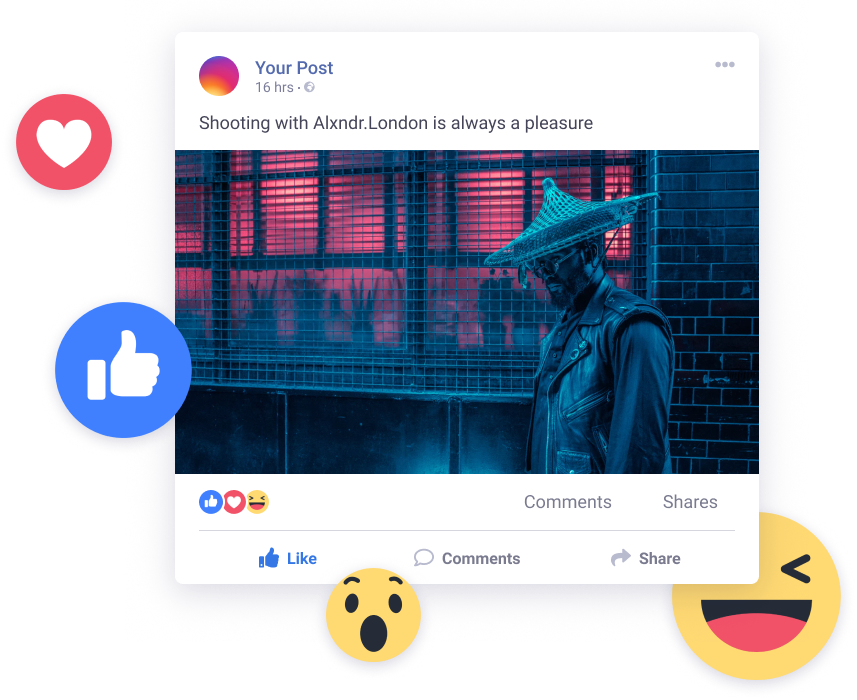 Your Post
16 hrs ·
Shooting with Alxndr.London is always a pleasure
Comments Shares
Like Comments Share